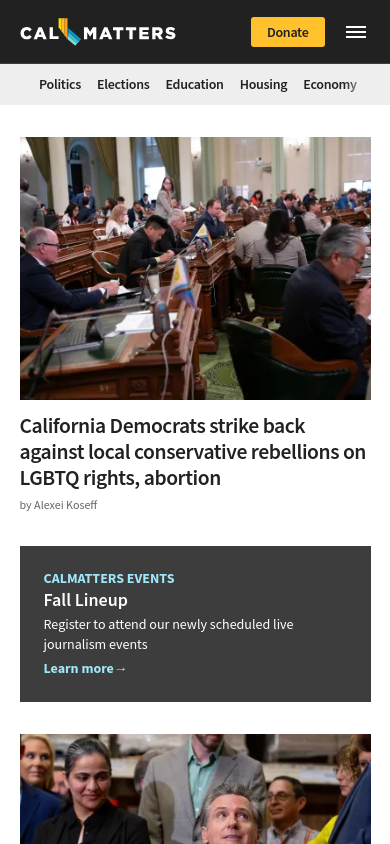 CAL MATTERS
Donate
Politics Elections Education Housing Economy
California Democrats strike back
against local conservative rebellions on
LGBTQ rights, abortion
by Alexei Koseff
CALMATTERS EVENTS
Fall Lineup
Register to attend our newly scheduled live
journalism events
Learn more→